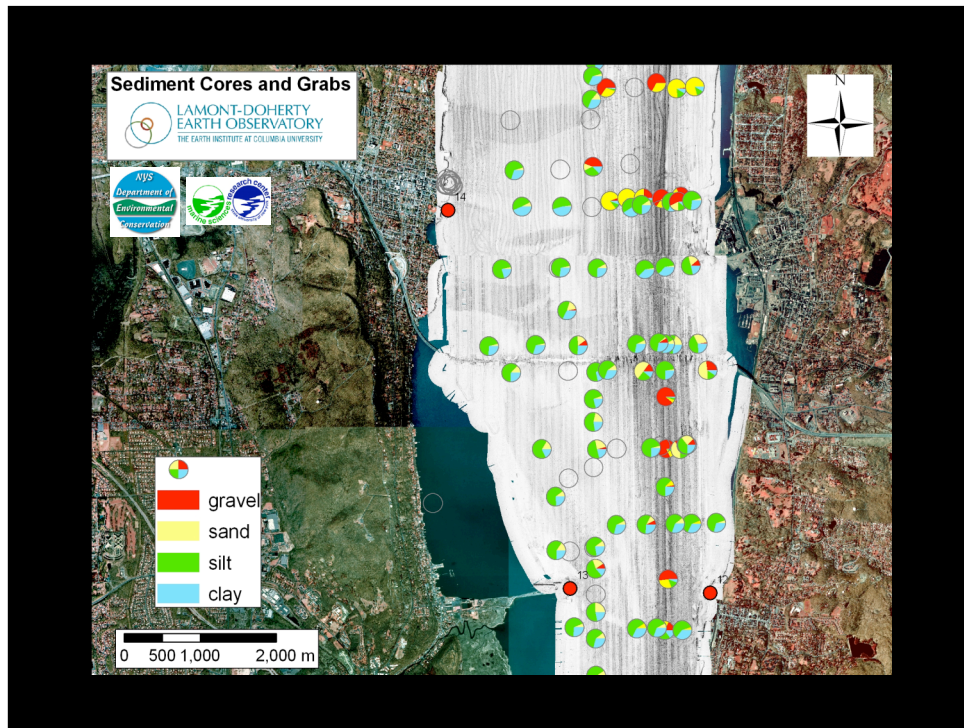 Sediment Cores and Grabs
LAMONT-DOHERTY
EARTH OBSERVATORY
THE EARTH INSTITUTE AT COLUMBIA UNIVERSITY
N
NYS
Department of
Environmental
Conservation
marine sciences research center
14
gravel
sand
silt
clay
13
12
0 500 1,000 2,000 m